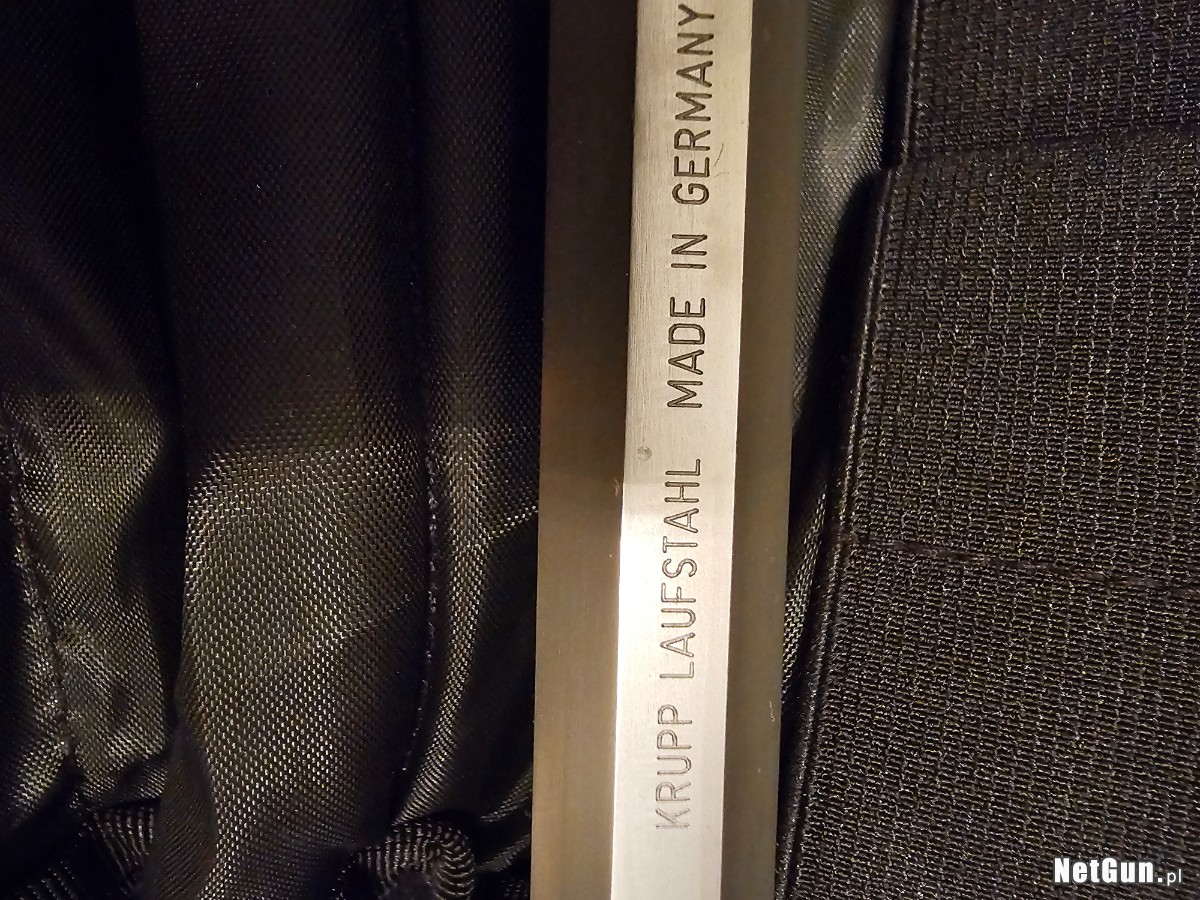 KRUPP LAUFSTAHL MADE IN GERMANY
NetGun.pl